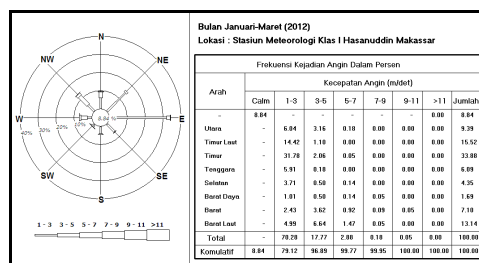 N
NW
NE
W
8.84 %
10%
20%
30%
40%
E
SW
SE
S
1 - 3 3 - 5 5 - 7 7 - 9 9 - 11 >11
Bulan Januari-Maret (2012)
Lokasi : Stasiun Meteorologi Klas I Hasanuddin Makassar
Frekuensi Kejadian Angin Dalam Persen
Arah Kecepatan Angin (m/det)
Calm 1-3 3-5 5-7 7-9 9-11 >11 Jumlah
- 8.84 - - - - - 0.00 8.84
Utara - 6.04 3.16 0.18 0.00 0.00 0.00 9.39
Timur Laut - 14.42 1.10 0.00 0.00 0.00 0.00 15.52
Timur - 31.78 2.06 0.05 0.00 0.00 0.00 33.88
Tenggara - 5.91 0.18 0.00 0.00 0.00 0.00 6.09
Selatan - 3.71 0.50 0.14 0.00 0.00 0.00 4.35
Barat Daya - 1.01 0.50 0.14 0.05 0.00 0.00 1.69
Barat - 2.43 3.62 0.92 0.09 0.05 0.00 7.10
Barat Laut - 4.99 6.64 1.47 0.05 0.00 0.00 13.14
Total - 70.28 17.77 2.88 0.18 0.05 0.00 100.00
Komulatif 8.84 79.12 96.89 99.77 99.95 100.00 100.00 100.00